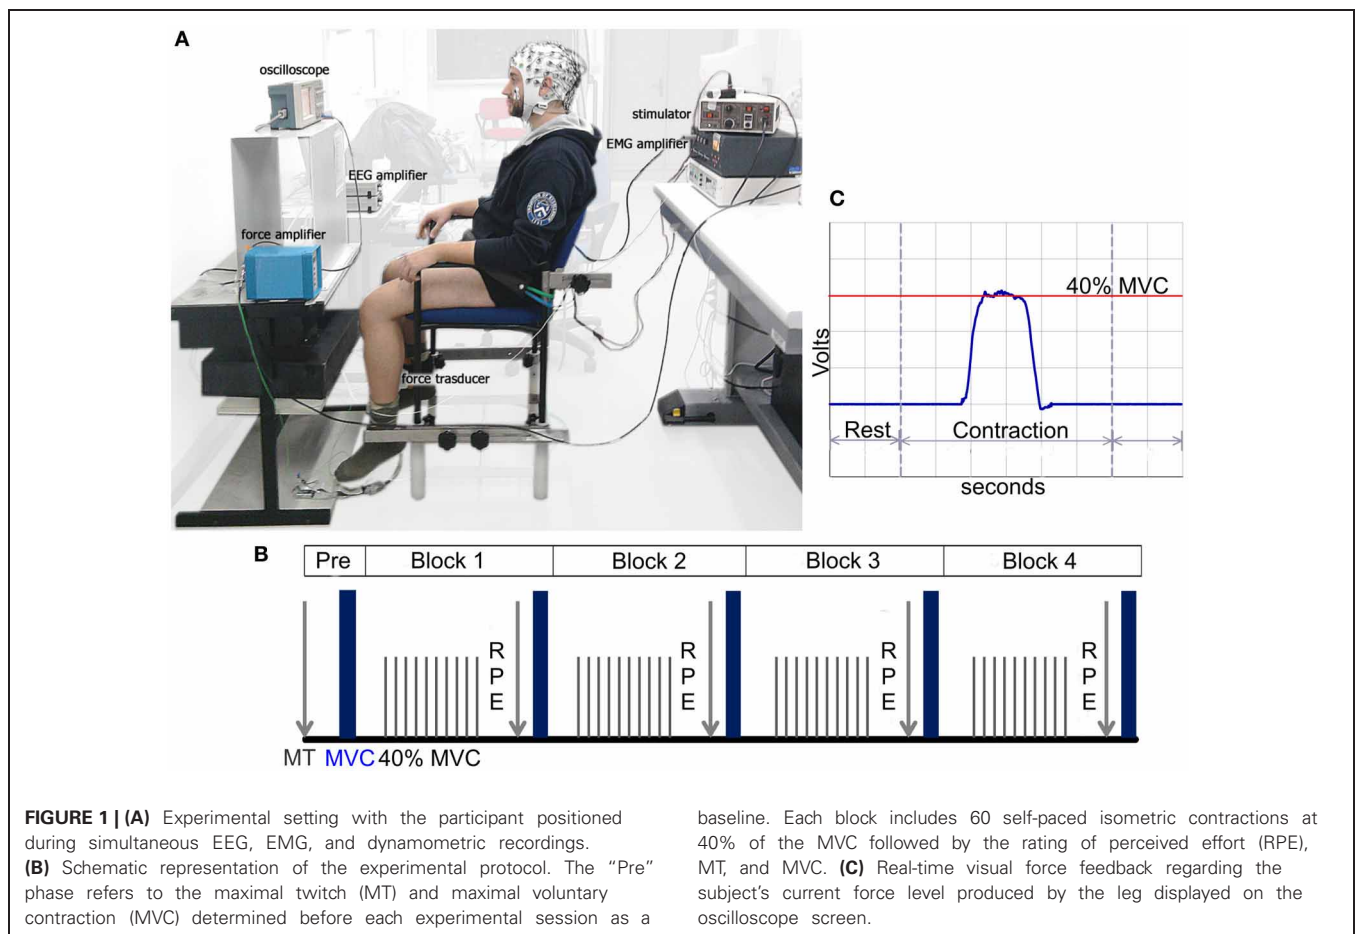 A
oscilloscope
stimulator
EMG amplifier
EEG amplifier
force amplifier
force trasducer
C
40% MVC
Volts
Rest
Contraction
seconds
B
Pre
Block 1
Block 2
Block 3
Block 4
RPE
RPE
RPE
RPE
MT
MVC
40% MVC
FIGURE 1 | (A) Experimental setting with the participant positioned
during simultaneous EEG, EMG, and dynamometric recordings.
(B) Schematic representation of the experimental protocol. The “Pre”
phase refers to the maximal twitch (MT) and maximal voluntary
contraction (MVC) determined before each experimental session as a
baseline. Each block includes 60 self-paced isometric contractions at
40% of the MVC followed by the rating of perceived effort (RPE),
MT, and MVC. (C) Real-time visual force feedback regarding the
subject’s current force level produced by the leg displayed on the
oscilloscope screen.